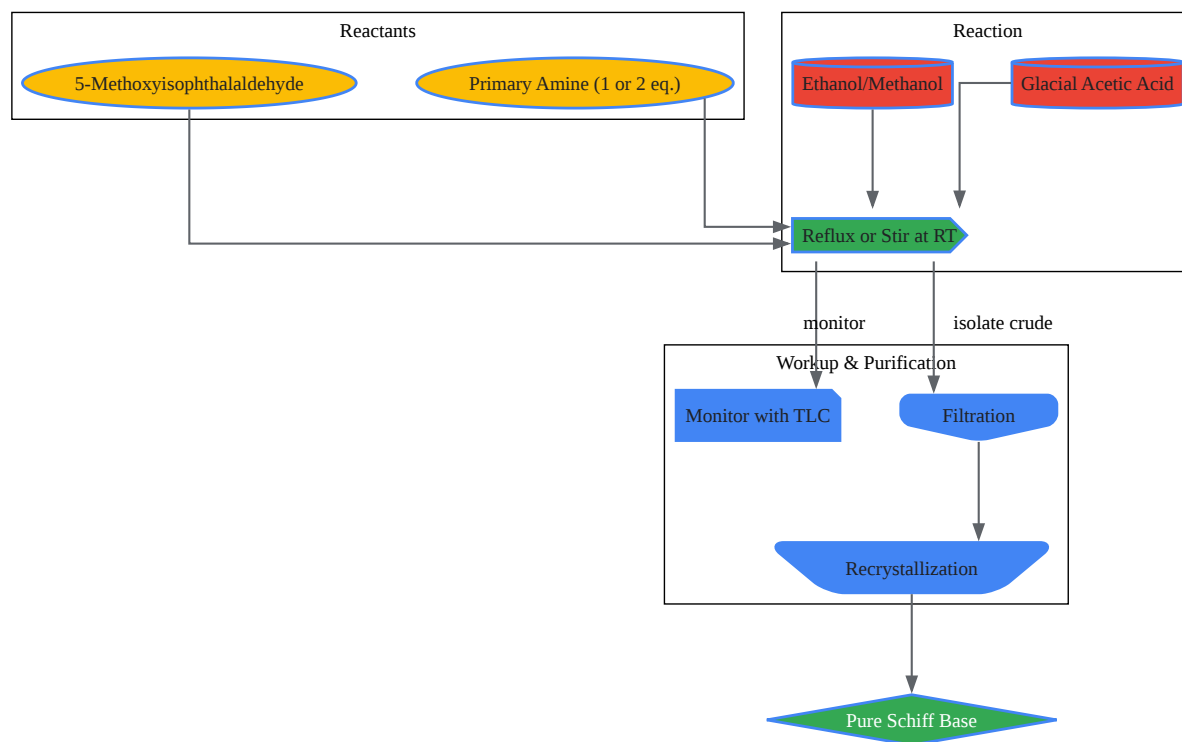 Reactants
5-Methoxyisophthalaldehyde
Primary Amine (1 or 2 eq.)
Reaction
Ethanol/Methanol
Glacial Acetic Acid
Reflux or Stir at RT
monitor
isolate crude
Workup & Purification
Monitor with TLC
Filtration
Recrystallization
Pure Schiff Base